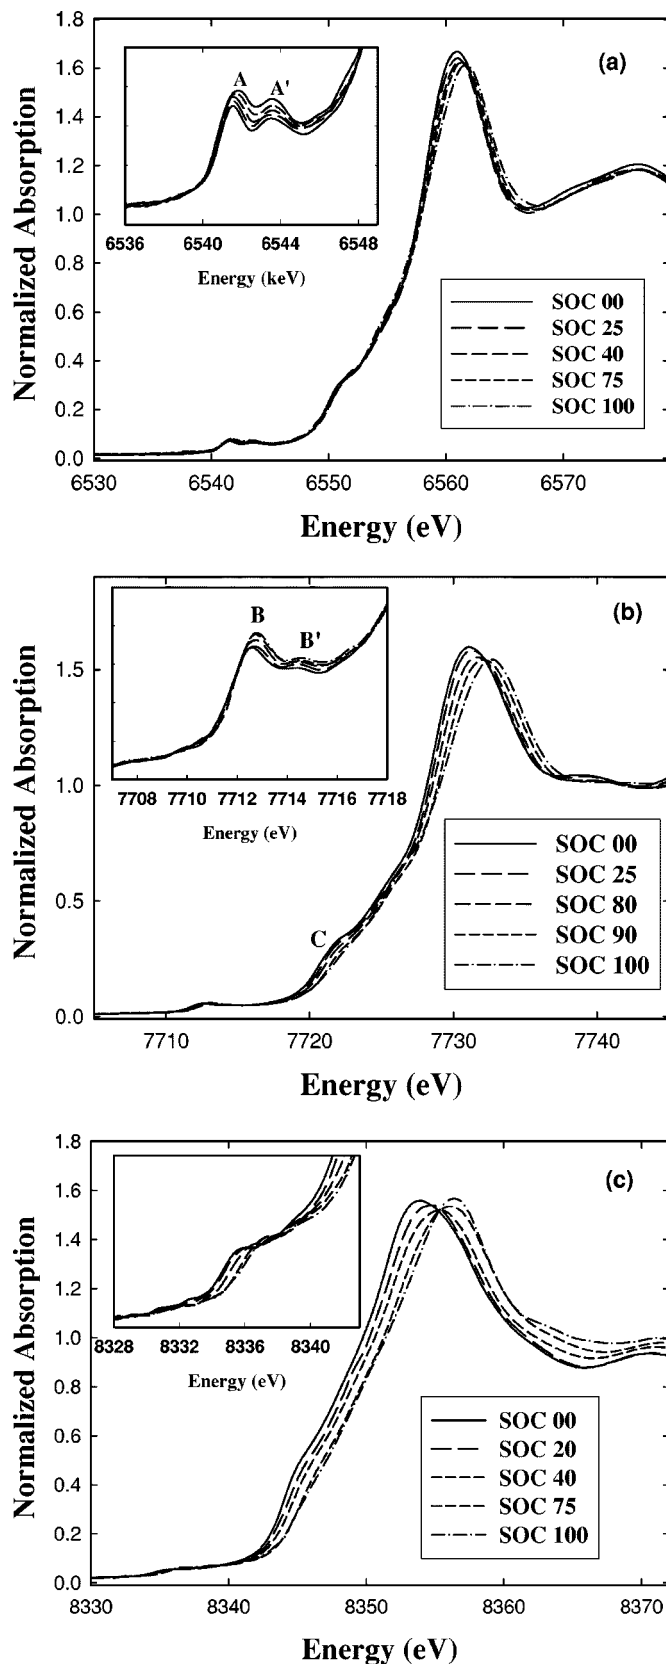 (a)
A A'
6536 6540 6544 6548
Energy (keV)
1.8
1.6
1.4
1.2
1.0
1.8
0.6
0.4
0.2
0.0
Normalized Absorption
SOC 00
SOC 25
SOC 40
SOC 75
SOC 100
6530 6540 6550 6560 6570
Energy (eV)
(b)
B B'
7708 7710 7712 7714 7716 7718
Energy (eV)
1.5
1.0
0.5
0.0
Normalized Absorption
C
SOC 00
SOC 25
SOC 80
SOC 90
SOC 100
7710 7720 7730 7740
Energy (eV)
(c)
8328 8332 8336 8340
Energy (eV)
1.8
1.6
1.4
1.2
1.0
0.8
0.6
0.4
0.2
0.0
Normalized Absorption
SOC 00
SOC 20
SOC 40
SOC 75
SOC 100
8330 8340 8350 8360 8370
Energy (eV)